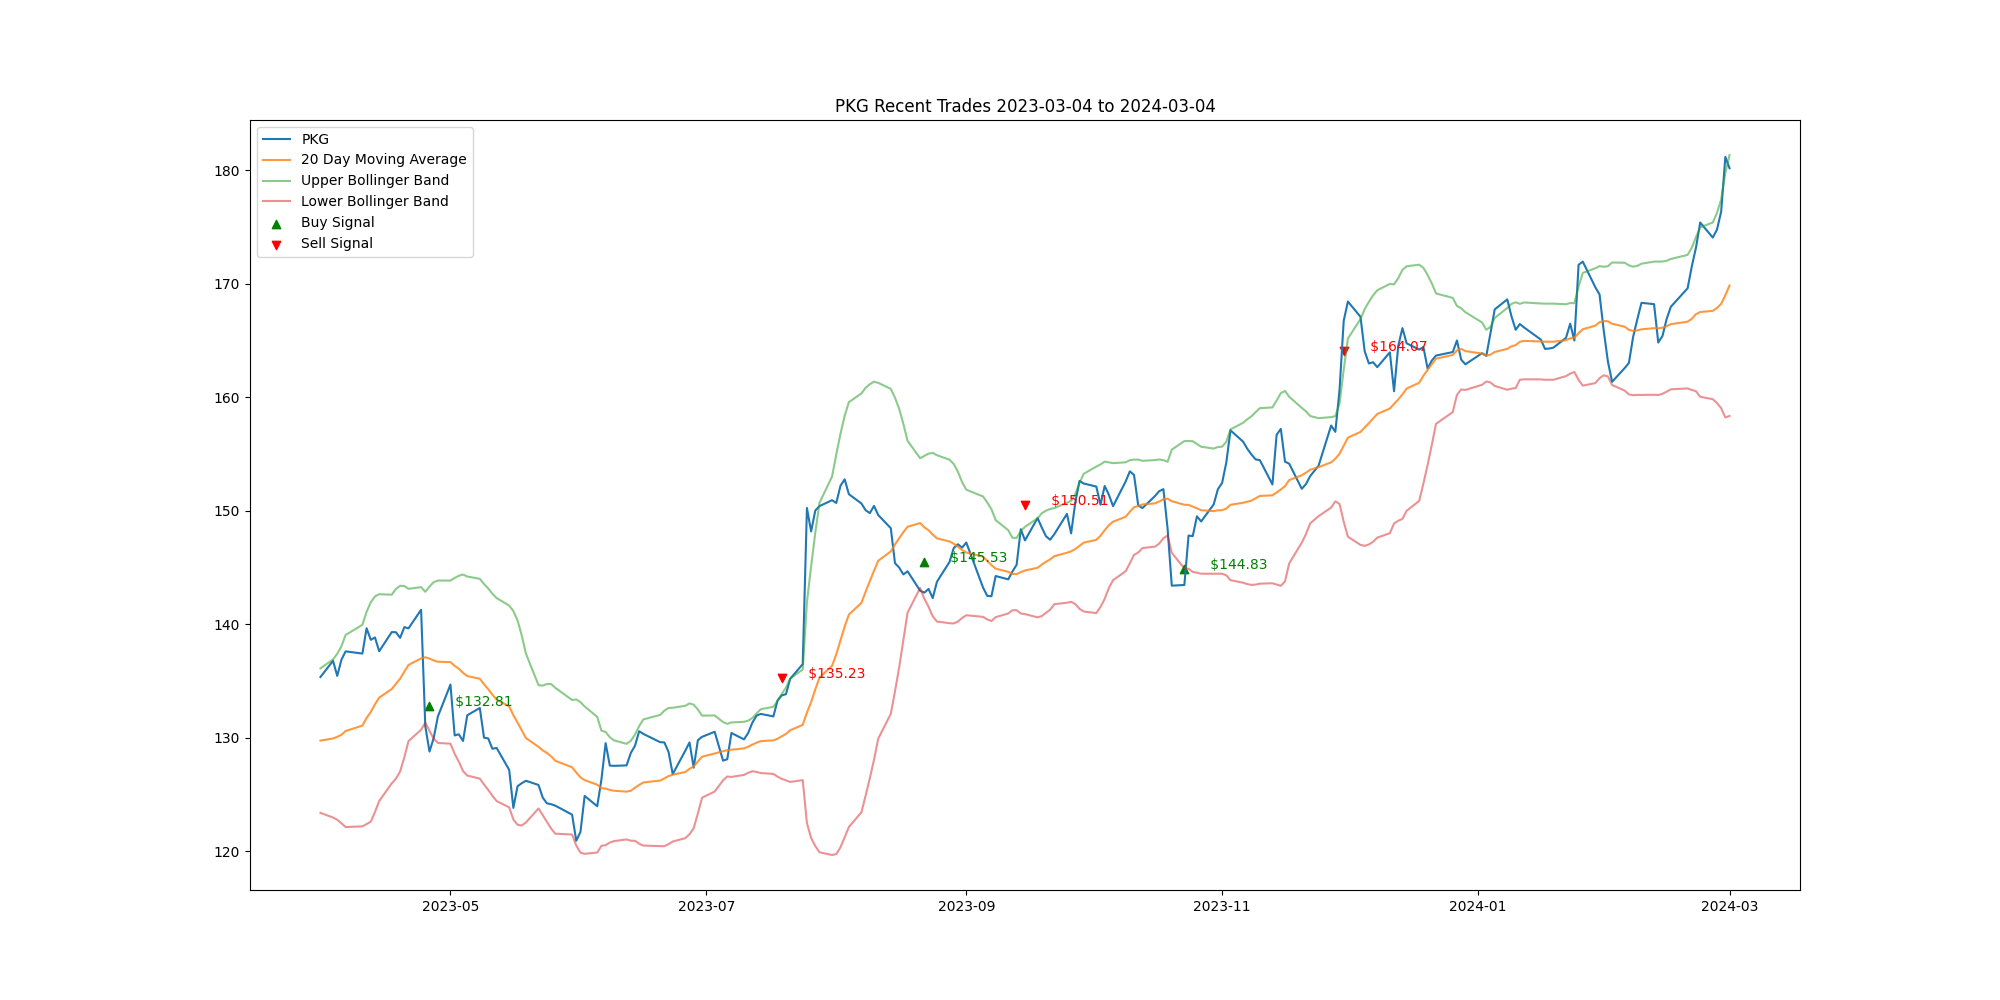 PKG Recent Trades 2023-03-04 to 2024-03-04
PKG
20 Day Moving Average
Upper Bollinger Band
Lower Bollinger Band
Buy Signal
Sell Signal
180
170
160
150
140
130
120
$132.81
$135.23
$145.53
$150.51
$144.83
$164.07
2023-05
2023-07
2023-09
2023-11
2024-01
2024-03